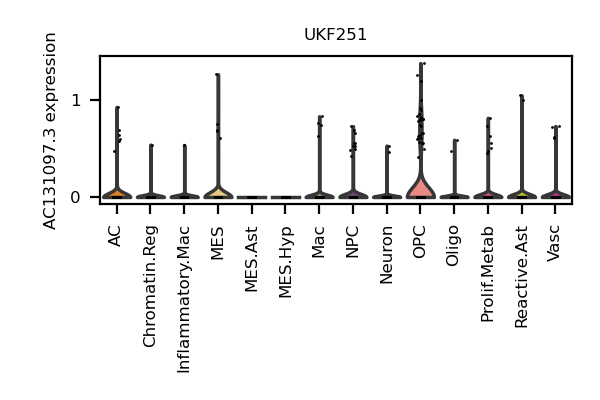 UKF251
AC131097.3 expression
1
0
AC
Chromatin.Reg
Inflammatory.Mac
MES
MES.Ast
MES.Hyp
Mac
NPC
Neuron
OPC
Oligo
Prolif.Metab
Reactive.Ast
Vasc